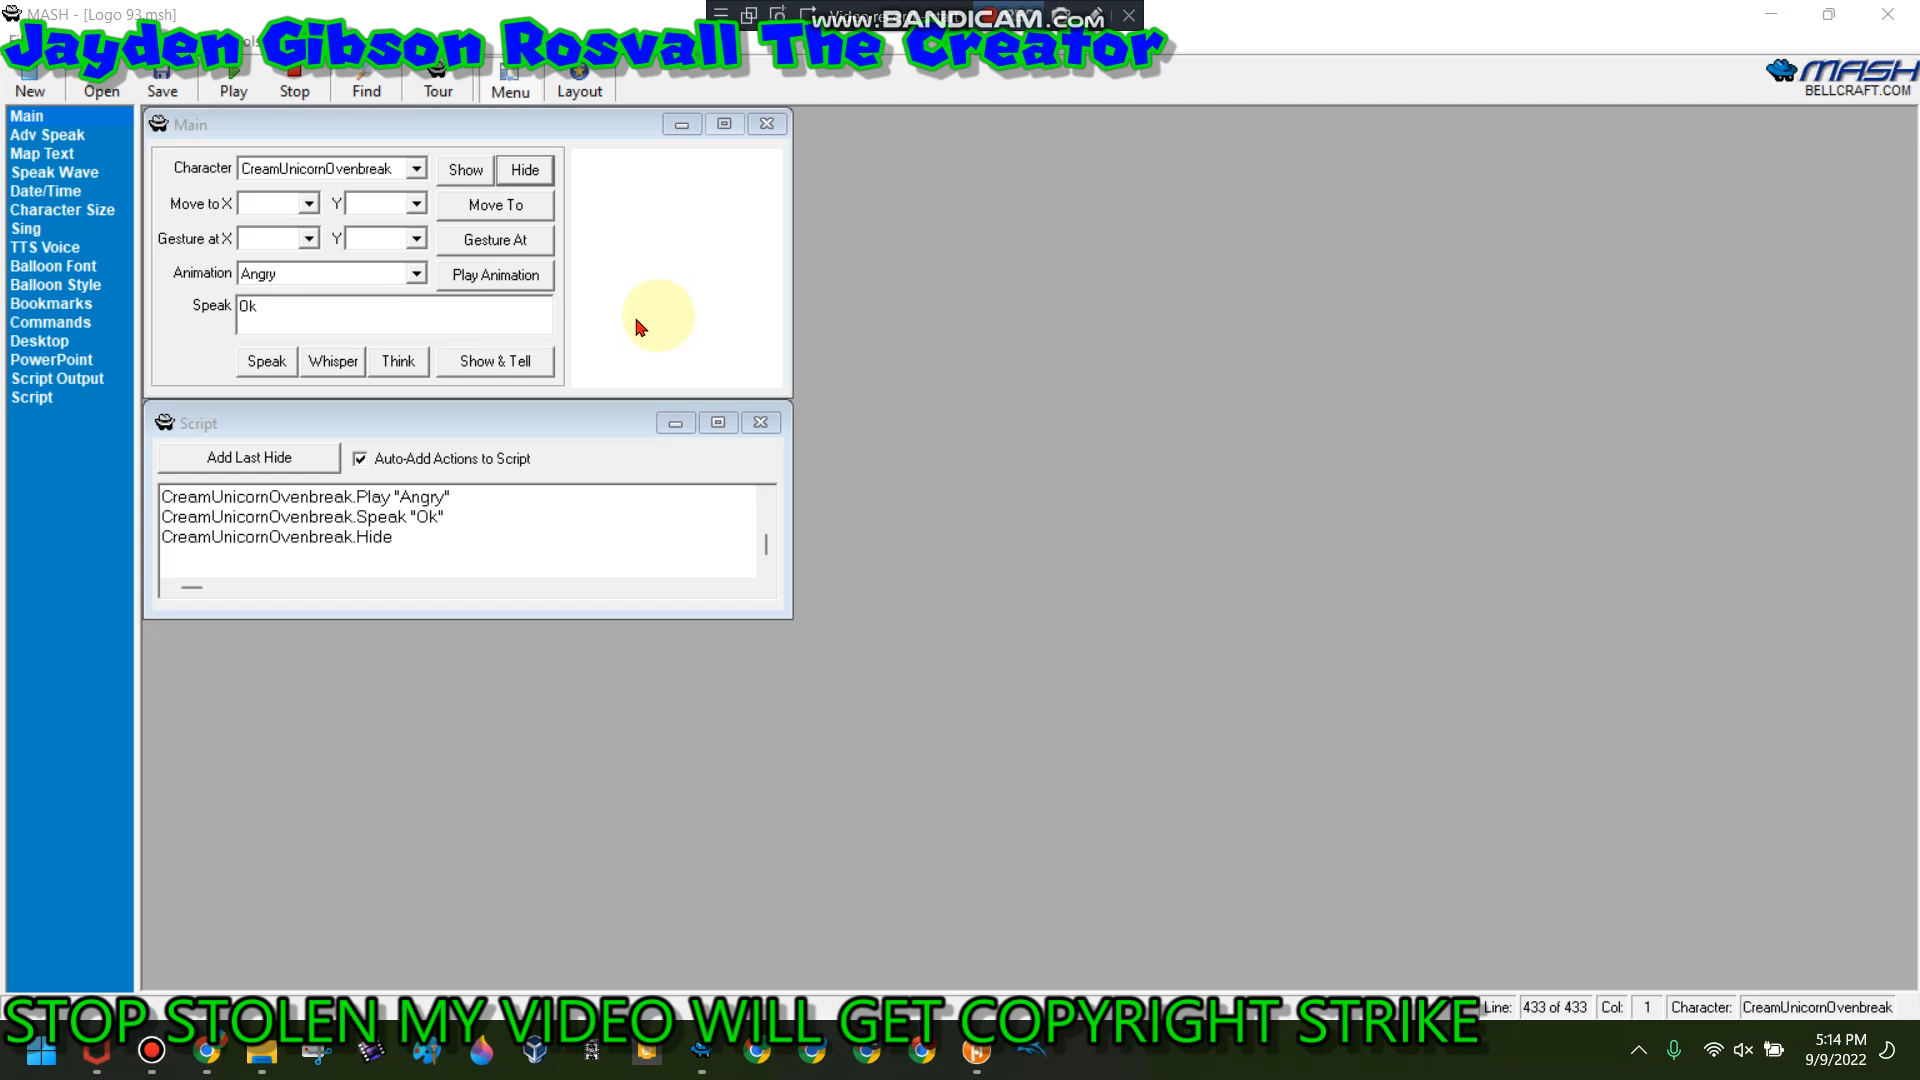 MASH - [Logo 93.msh]
www.BANDICAM.com
Jayden Gibson Rosvall The Creator
New Open Save Play Stop Find Tour Menu Layout
MASH
BELLCRAFT.COM
Main
Adv Speak
Map Text
Speak Wave
Date/Time
Character Size
Sing
TTS Voice
Balloon Font
Balloon Style
Bookmarks
Commands
Desktop
PowerPoint
Script Output
Script
Main
Character CreamUnicornOvenbreak Show Hide
Move to X Y Move To
Gesture at X Y Gesture At
Animation Angry Play Animation
Speak Ok
Speak Whisper Think Show & Tell
Script
Add Last Hide Auto-Add Actions to Script
CreamUnicornOvenbreak.Play "Angry"
CreamUnicornOvenbreak.Speak "Ok"
CreamUnicornOvenbreak.Hide
STOP STOLEN MY VIDEO WILL GET COPYRIGHT STRIKE
Line: 433 of 433 Col: 1 Character: CreamUnicornOvenbreak
5:14 PM
9/9/2022